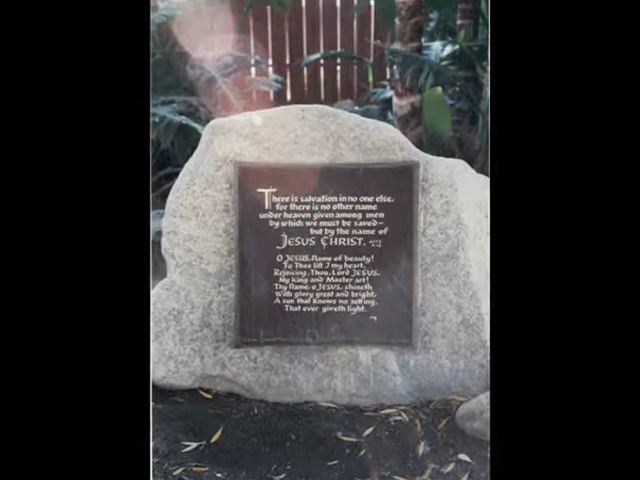 There is salvation in no one else,
for there is no other name
under heaven given among men
by which we must be saved—
but by the name of
JESUS CHRIST. ACTS 4:12
O JESUS, Name of beauty!
To Thee lift I my heart,
Rejoicing, Thou, Lord JESUS,
My King and Master art!
Thy Name, O JESUS, shineth
With glory great and bright,
A sun that knows no setting,
That ever giveth light.